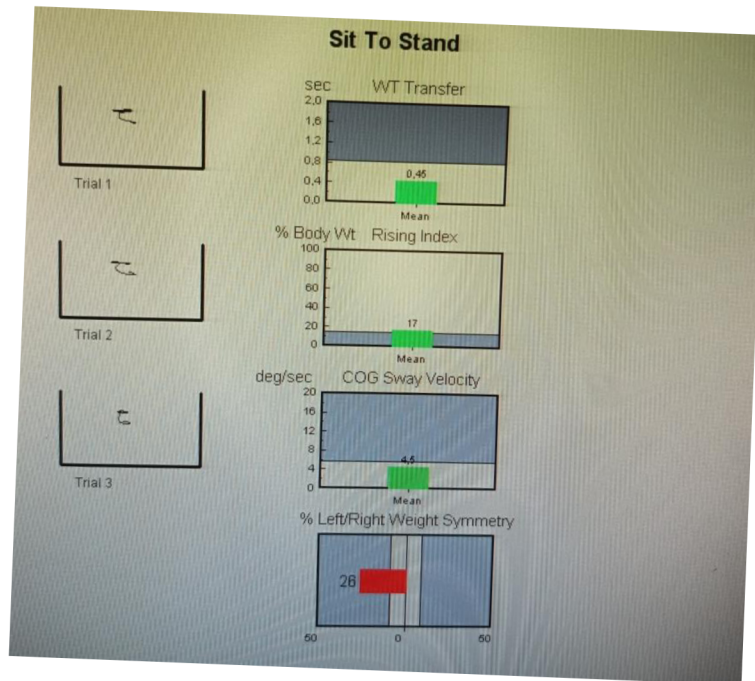 Sit To Stand
sec WT Transfer
2,0
1,6
1,2
0,8
0,4
0,0
0,45
Mean
Trial 1
% Body Wt Rising Index
100
80
60
40
20
0
17
Mean
Trial 2
deg/sec COG Sway Velocity
20
16
12
8
4
0
4,5
Mean
Trial 3
% Left/Right Weight Symmetry
26
50 0 50